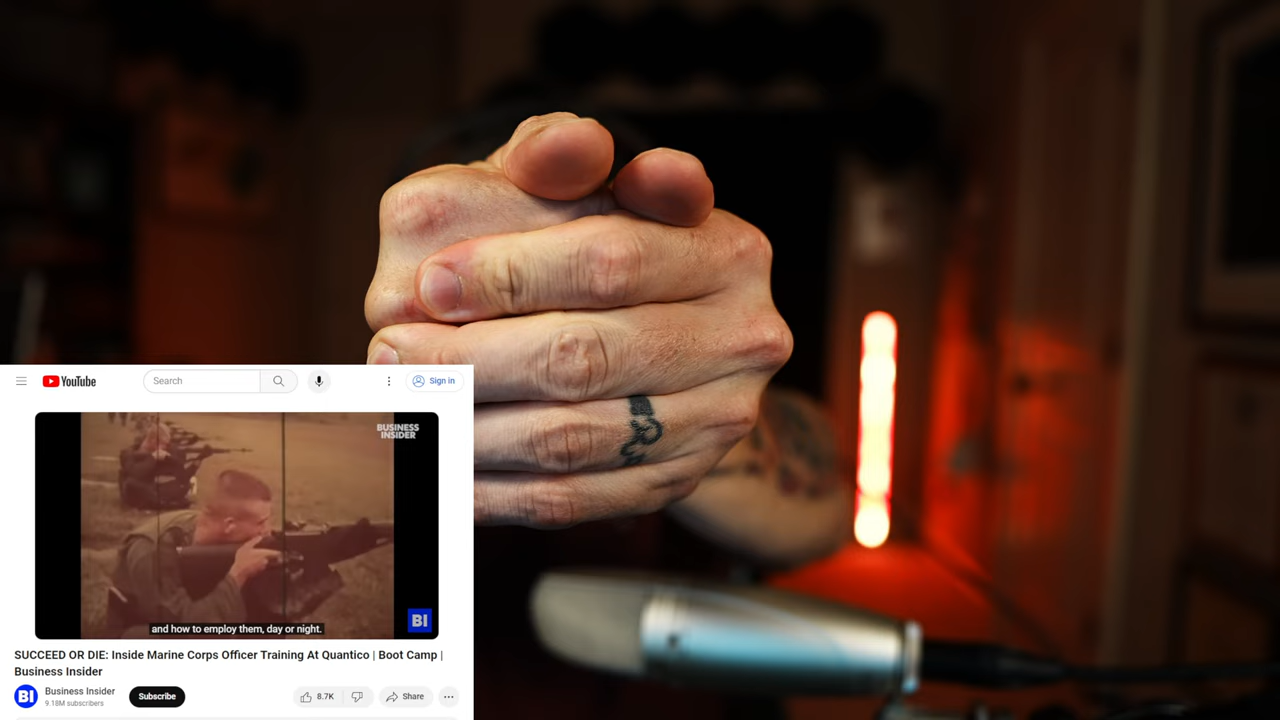 YouTube
Search
Sign in
BUSINESS
INSIDER
BI
and how to employ them, day or night.
SUCCEED OR DIE: Inside Marine Corps Officer Training At Quantico | Boot Camp |
Business Insider
BI
Business Insider
9.18M subscribers
Subscribe
8.7K
Share